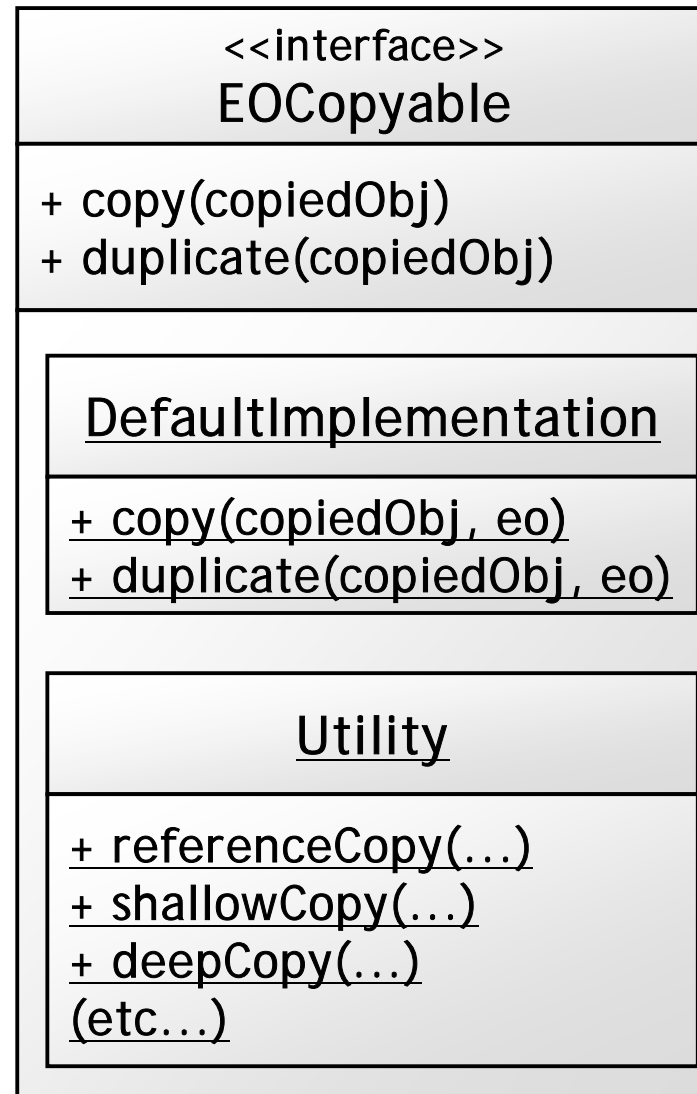 <<interface>>
EOCopyable
+ copy(copiedObj)
+ duplicate(copiedObj)
DefaultImplementation
+ copy(copiedObj, eo)
+ duplicate(copiedObj, eo)
Utility
+ referenceCopy(...)
+ shallowCopy(...)
+ deepCopy(...)
(etc...)